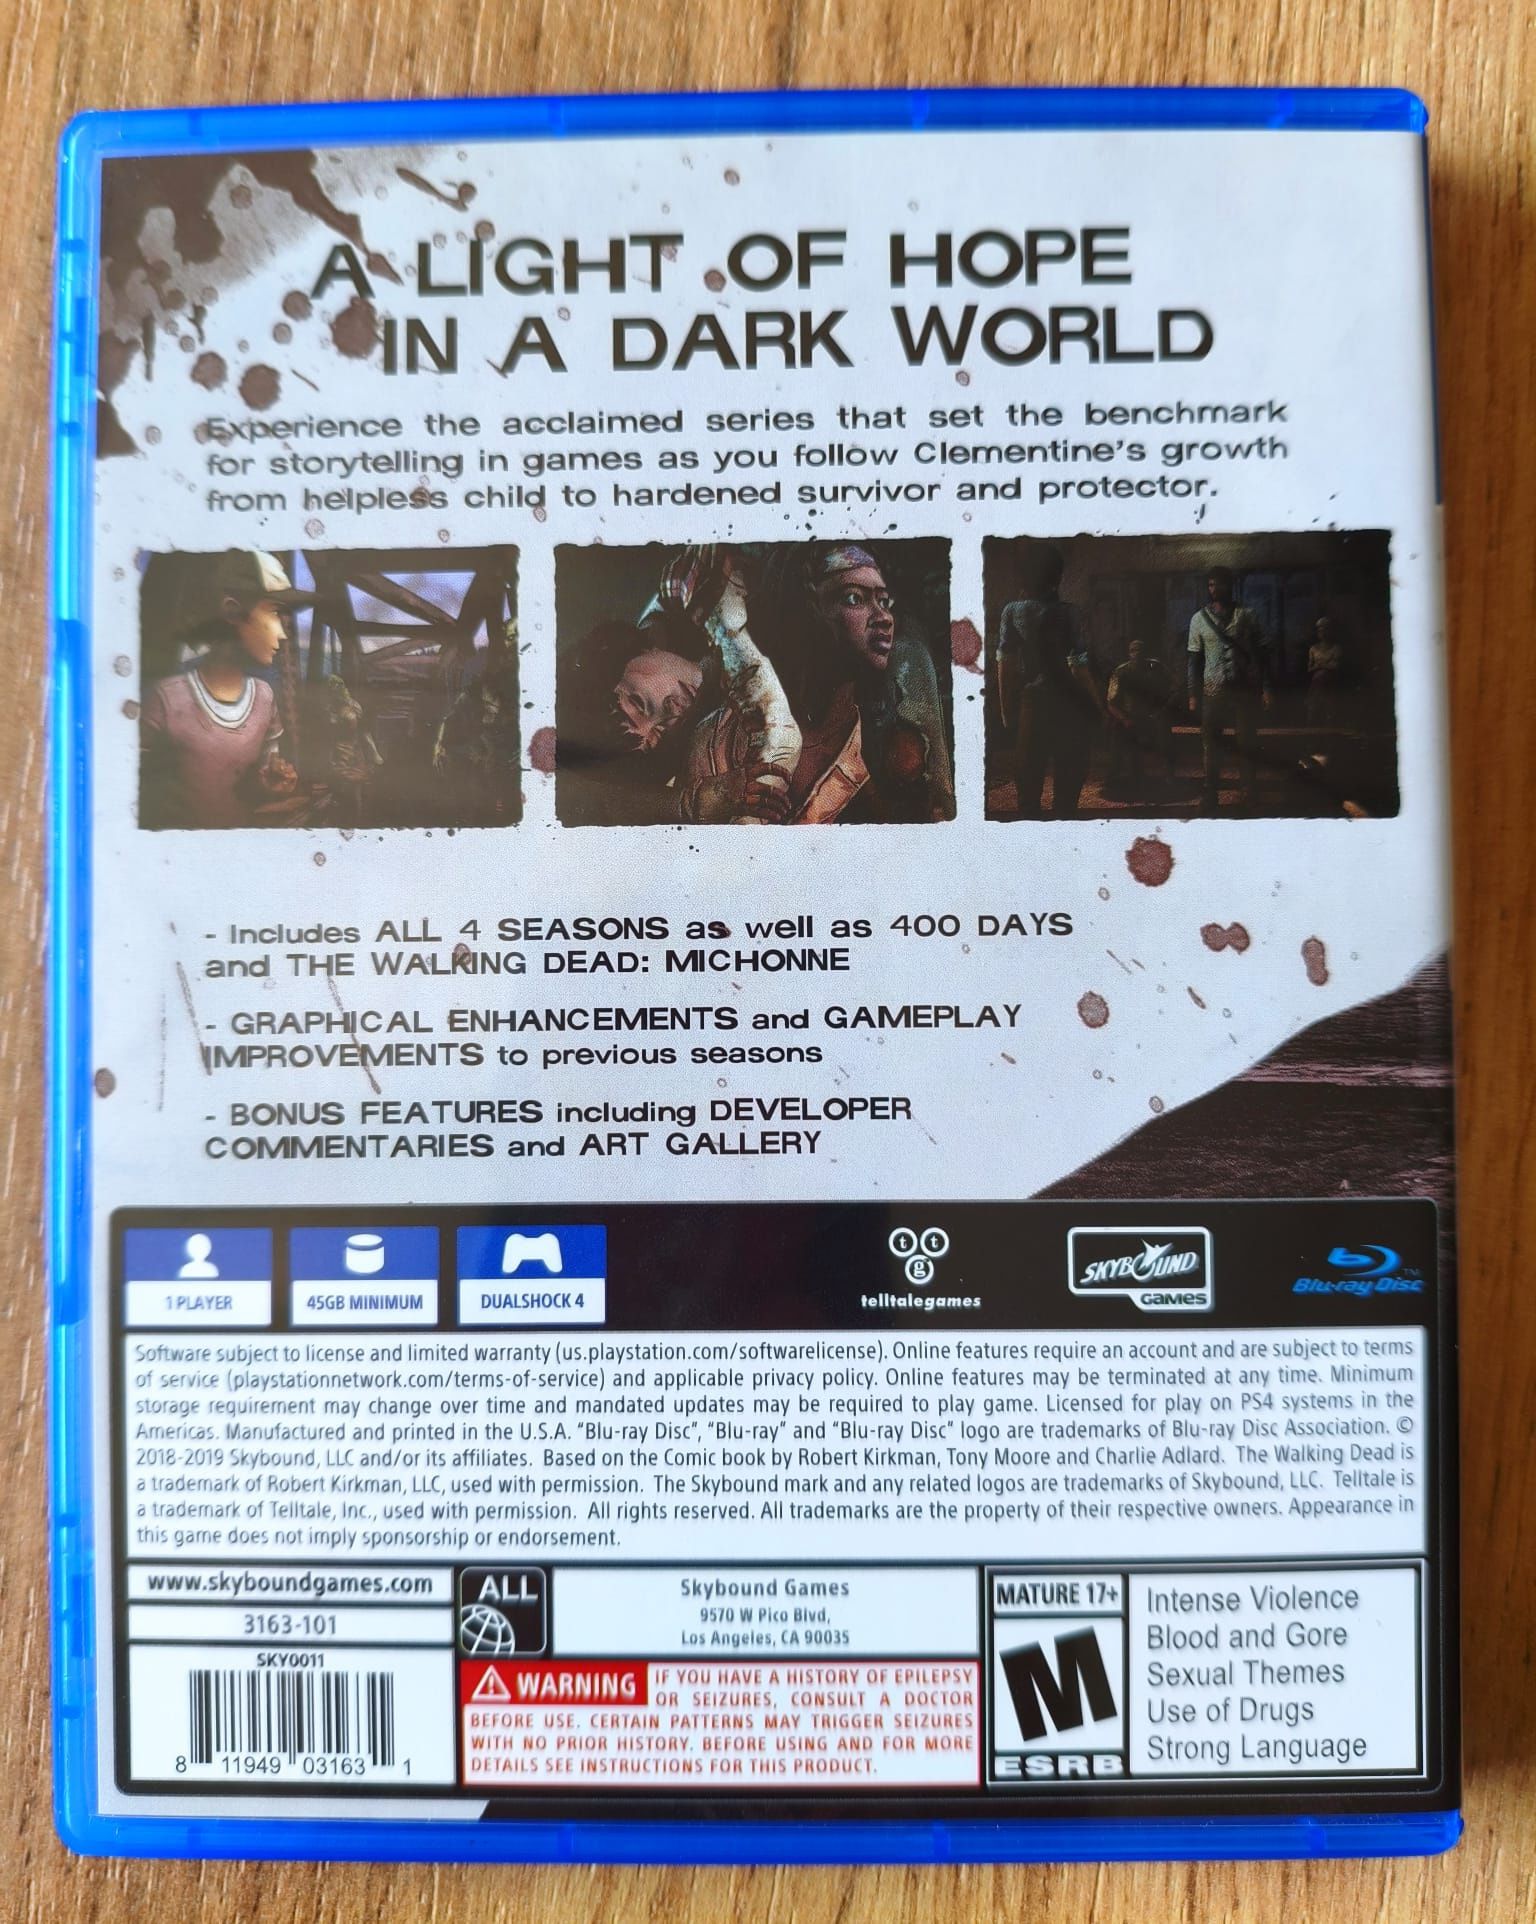 A LIGHT OF HOPE
IN A DARK WORLD
Experience the acclaimed series that set the benchmark
for storytelling in games as you follow Clementine's growth
from helpless child to hardened survivor and protector.
- Includes ALL 4 SEASONS as well as 400 DAYS
and THE WALKING DEAD: MICHONNE
- GRAPHICAL ENHANCEMENTS and GAMEPLAY
IMPROVEMENTS to previous seasons
- BONUS FEATURES including DEVELOPER
COMMENTARIES and ART GALLERY
1 PLAYER
45GB MINIMUM
DUALSHOCK 4
ttg
telltalegames
SKYBOUND
GAMES
Blu-ray Disc TM
Software subject to license and limited warranty (us.playstation.com/softwarelicense). Online features require an account and are subject to terms
of service (playstationnetwork.com/terms-of-service) and applicable privacy policy. Online features may be terminated at any time. Minimum
storage requirement may change over time and mandated updates may be required to play game. Licensed for play on PS4 systems in the
Americas. Manufactured and printed in the U.S.A. "Blu-ray Disc", "Blu-ray" and "Blu-ray Disc" logo are trademarks of Blu-ray Disc Association. ©
2018-2019 Skybound, LLC and/or its affiliates. Based on the Comic book by Robert Kirkman, Tony Moore and Charlie Adlard. The Walking Dead is
a trademark of Robert Kirkman, LLC, used with permission. The Skybound mark and any related logos are trademarks of Skybound, LLC. Telltale is
a trademark of Telltale, Inc., used with permission. All rights reserved. All trademarks are the property of their respective owners. Appearance in
this game does not imply sponsorship or endorsement.
www.skyboundgames.com
3163-101
SKY0011
8 11949 03163 1
ALL
Skybound Games
9570 W Pico Blvd,
Los Angeles, CA 90035
WARNING IF YOU HAVE A HISTORY OF EPILEPSY
OR SEIZURES, CONSULT A DOCTOR
BEFORE USE. CERTAIN PATTERNS MAY TRIGGER SEIZURES
WITH NO PRIOR HISTORY. BEFORE USING AND FOR MORE
DETAILS SEE INSTRUCTIONS FOR THIS PRODUCT.
MATURE 17+
M
ESRB
Intense Violence
Blood and Gore
Sexual Themes
Use of Drugs
Strong Language